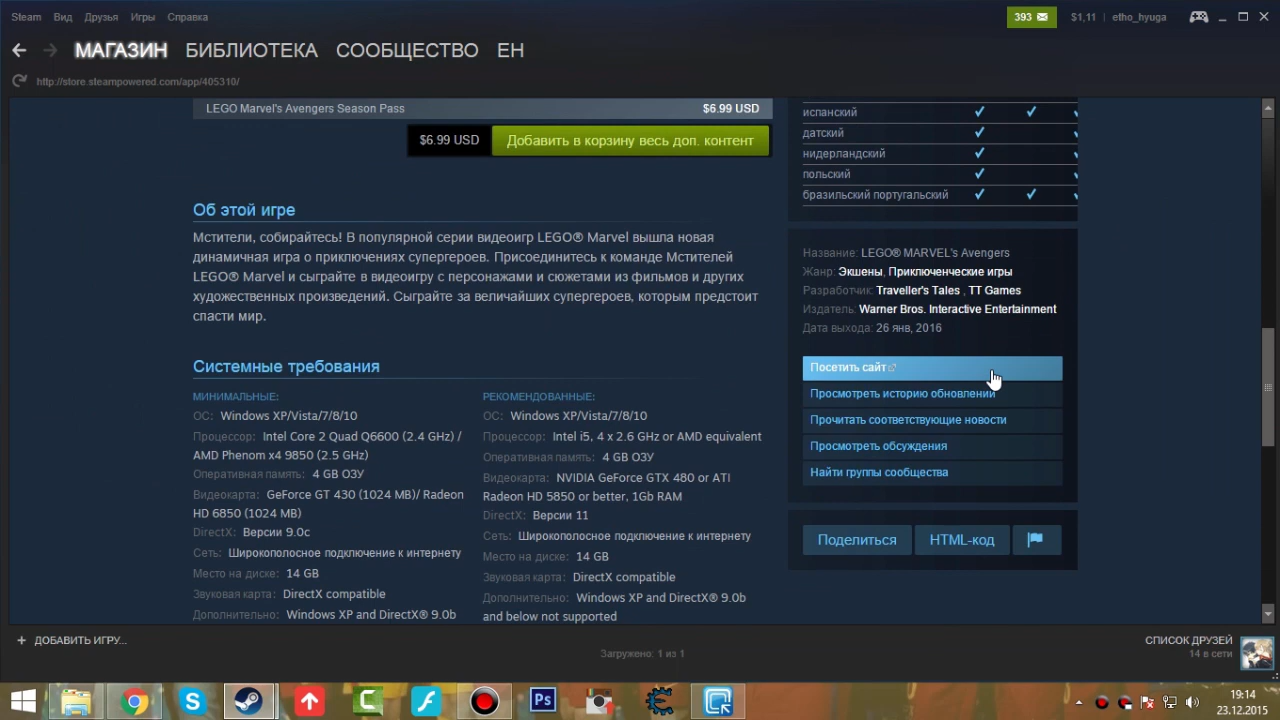 Steam Вид Друзья Игры Справка
393 $1,11 etho_hyuga
МАГАЗИН БИБЛИОТЕКА СООБЩЕСТВО EH
http://store.steampowered.com/app/405310/
LEGO Marvel's Avengers Season Pass $6.99 USD
$6.99 USD Добавить в корзину весь доп. контент
Об этой игре
Мстители, собирайтесь! В популярной серии видеоигр LEGO® Marvel вышла новая
динамичная игра о приключениях супергероев. Присоединитесь к команде Мстителей
LEGO® Marvel и сыграйте в видеоигру с персонажами и сюжетами из фильмов и других
художественных произведений. Сыграйте за величайших супергероев, которым предстоит
спасти мир.
Системные требования
МИНИМАЛЬНЫЕ:
ОС: Windows XP/Vista/7/8/10
Процессор: Intel Core 2 Quad Q6600 (2.4 GHz) /
AMD Phenom x4 9850 (2.5 GHz)
Оперативная память: 4 GB ОЗУ
Видеокарта: GeForce GT 430 (1024 MB)/ Radeon
HD 6850 (1024 MB)
DirectX: Версии 9.0c
Сеть: Широкополосное подключение к интернету
Место на диске: 14 GB
Звуковая карта: DirectX compatible
Дополнительно: Windows XP and DirectX® 9.0b
РЕКОМЕНДОВАННЫЕ:
ОС: Windows XP/Vista/7/8/10
Процессор: Intel i5, 4 x 2.6 GHz or AMD equivalent
Оперативная память: 4 GB ОЗУ
Видеокарта: NVIDIA GeForce GTX 480 or ATI
Radeon HD 5850 or better, 1Gb RAM
DirectX: Версии 11
Сеть: Широкополосное подключение к интернету
Место на диске: 14 GB
Звуковая карта: DirectX compatible
Дополнительно: Windows XP and DirectX® 9.0b
and below not supported
испанский
датский
нидерландский
польский
бразильский португальский
Название: LEGO® MARVEL's Avengers
Жанр: Экшены, Приключенческие игры
Разработчик: Traveller's Tales , TT Games
Издатель: Warner Bros. Interactive Entertainment
Дата выхода: 26 янв, 2016
Посетить сайт
Просмотреть историю обновлений
Прочитать соответствующие новости
Просмотреть обсуждения
Найти группы сообщества
Поделиться HTML-код
+ ДОБАВИТЬ ИГРУ...
Загружено: 1 из 1
СПИСОК ДРУЗЕЙ
14 в сети
Ps
19:14
23.12.2015